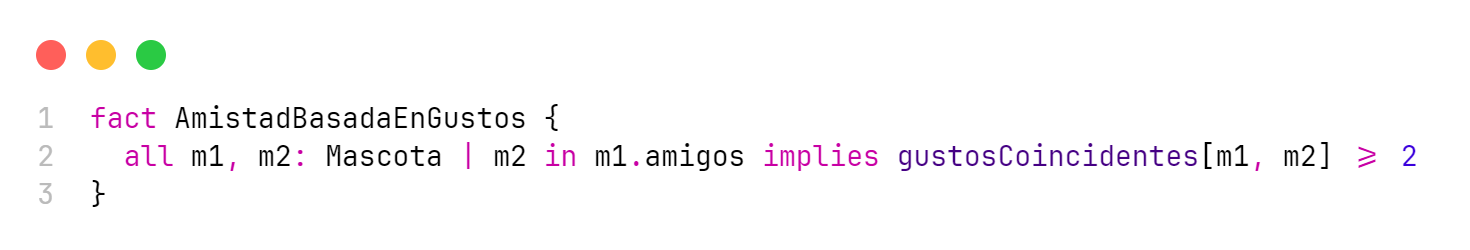 1 fact AmistadBasadaEnGustos {
2 all m1, m2: Mascota | m2 in m1.amigos implies gustosCoincidentes[m1, m2] >= 2
3 }